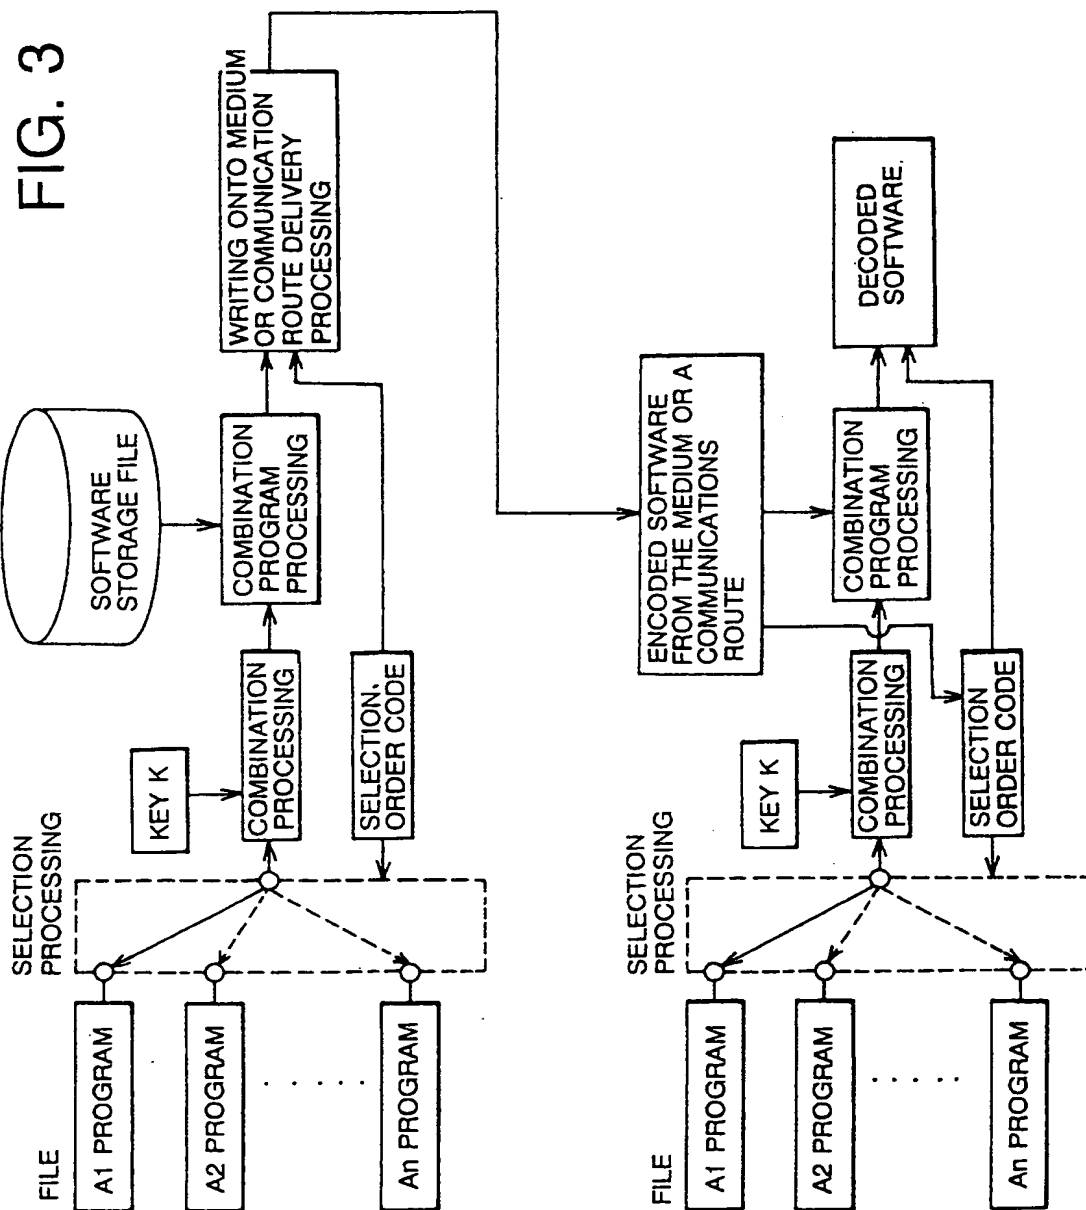 FIG. 3
FILE
SELECTION
PROCESSING
A1 PROGRAM
A2 PROGRAM
. . . . . .
An PROGRAM
KEY K
COMBINATION
PROCESSING
SELECTION.
ORDER CODE
SOFTWARE
STORAGE FILE
COMBINATION
PROGRAM
PROCESSING
WRITING ONTO MEDIUM
OR COMMUNICATION
ROUTE DELIVERY
PROCESSING
FILE
SELECTION
PROCESSING
A1 PROGRAM
A2 PROGRAM
. . . . .
An PROGRAM
KEY K
COMBINATION
PROCESSING
SELECTION
ORDER CODE
ENCODED SOFTWARE
FROM THE MEDIUM OR A
COMMUNICATIONS
ROUTE
COMBINATION
PROGRAM
PROCESSING
DECODED
SOFTWARE.